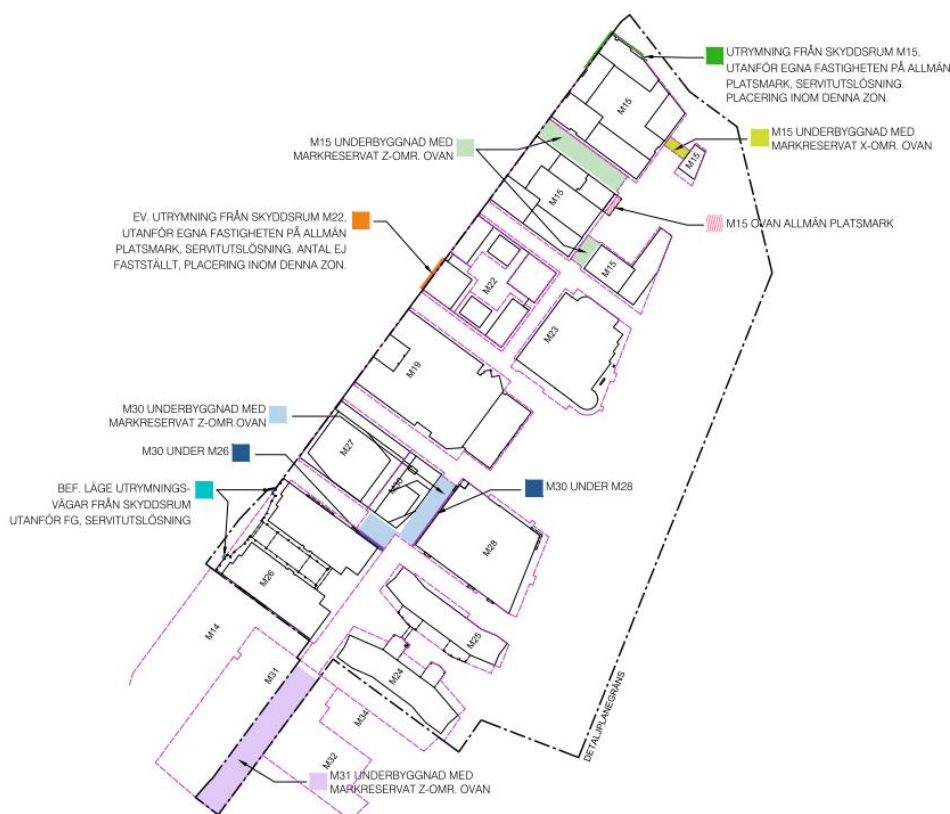 UTRYMNING FRÅN SKYDDSRUM M15,
UTANFÖR EGNA FASTIGHETEN PÅ ALLMÄN
PLATSMARK, SERVITUTSLÖSNING.
PLACERING INOM DENNA ZON.
M15
M15 UNDERBYGGNAD MED
MARKRESERVAT Z-OMR. OVAN
M15 UNDERBYGGNAD MED
MARKRESERVAT X-OMR. OVAN
M15
M15
M15 OVAN ALLMÄN PLATSMARK
EV. UTRYMNING FRÅN SKYDDSRUM M22,
UTANFÖR EGNA FASTIGHETEN PÅ ALLMÄN
PLATSMARK, SERVITUTSLÖSNING. ANTAL EJ
FASTSTÄLLT, PLACERING INOM DENNA ZON.
M15
M22
M23
M19
M30 UNDERBYGGNAD MED
MARKRESERVAT Z-OMR.OVAN
M30 UNDER M26
M27
M30
M30 UNDER M28
BEF. LÄGE UTRYMNINGS-
VÄGAR FRÅN SKYDDSRUM
UTANFÖR FG, SERVITUTSLÖSNING
M28
M26
M14
M25
M24
M31
M34
M32
DETALJPLANEGRÄNS
M31 UNDERBYGGNAD MED
MARKRESERVAT Z-OMR. OVAN